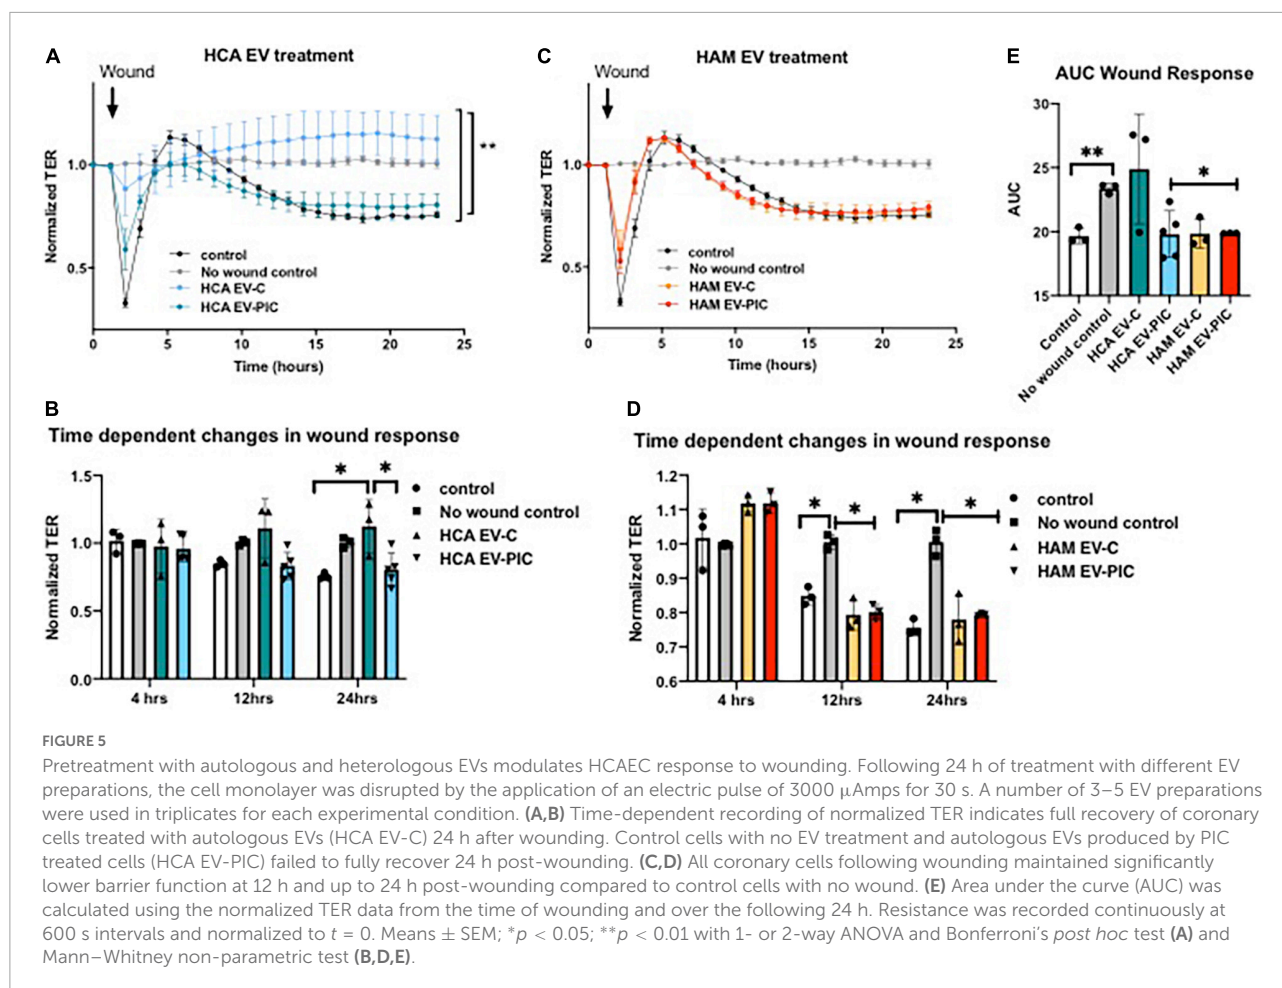 A
HCA EV treatment
Wound
Normalized TER
1.0
0.5
control
No wound control
HCA EV-C
HCA EV-PIC
**
0 5 10 15 20 25
Time (hours)
C
HAM EV treatment
Wound
Normalized TER
1.0
0.5
control
No wound control
HAM EV-C
HAM EV-PIC
0 5 10 15 20 25
Time (hours)
E
AUC Wound Response
AUC
30
25
20
15
**
*
Control
No wound control
HCA EV-C
HCA EV-PIC
HAM EV-C
HAM EV-PIC
B
Time dependent changes in wound response
Normalized TER
1.5
1.0
0.5
0.0
* *
control
No wound control
HCA EV-C
HCA EV-PIC
4 hrs 12hrs 24hrs
D
Time dependent changes in wound response
Normalized TER
1.2
1.1
1.0
0.9
0.8
0.7
0.6
* * * *
control
No wound control
HAM EV-C
HAM EV-PIC
4 hrs 12hrs 24hrs
FIGURE 5
Pretreatment with autologous and heterologous EVs modulates HCAEC response to wounding. Following 24 h of treatment with different EV
preparations, the cell monolayer was disrupted by the application of an electric pulse of 3000 μAmps for 30 s. A number of 3–5 EV preparations
were used in triplicates for each experimental condition. (A,B) Time-dependent recording of normalized TER indicates full recovery of coronary
cells treated with autologous EVs (HCA EV-C) 24 h after wounding. Control cells with no EV treatment and autologous EVs produced by PIC
treated cells (HCA EV-PIC) failed to fully recover 24 h post-wounding. (C,D) All coronary cells following wounding maintained significantly
lower barrier function at 12 h and up to 24 h post-wounding compared to control cells with no wound. (E) Area under the curve (AUC) was
calculated using the normalized TER data from the time of wounding and over the following 24 h. Resistance was recorded continuously at
600 s intervals and normalized to t = 0. Means ± SEM; *p < 0.05; **p < 0.01 with 1- or 2-way ANOVA and Bonferroni's post hoc test (A) and
Mann–Whitney non-parametric test (B,D,E).